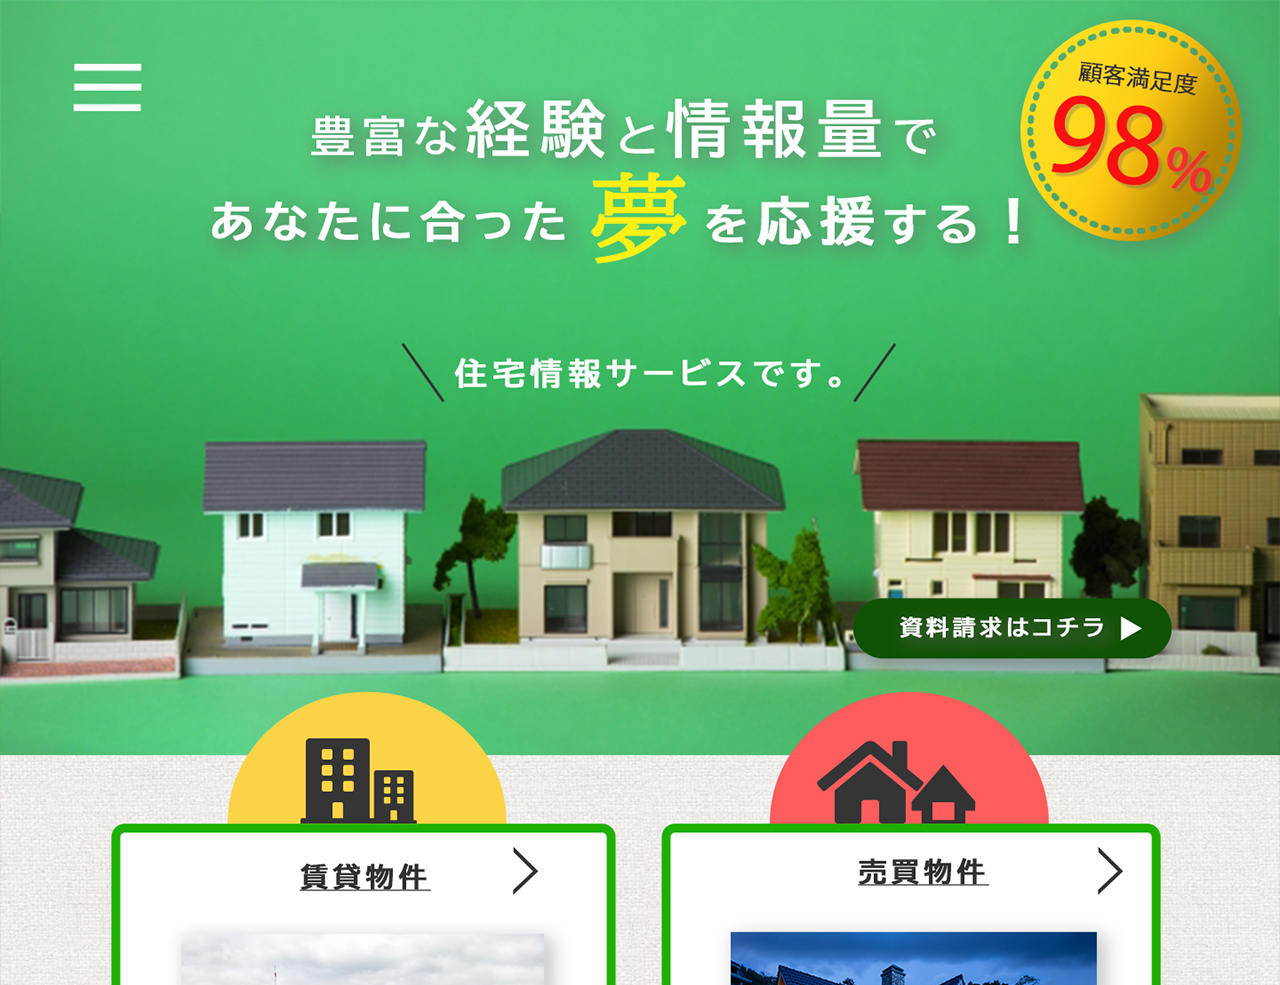 顧客満足度
98%
豊富な経験と情報量で
あなたに合った夢を応援する！
住宅情報サービスです。
資料請求はコチラ ▶
賃貸物件
売買物件